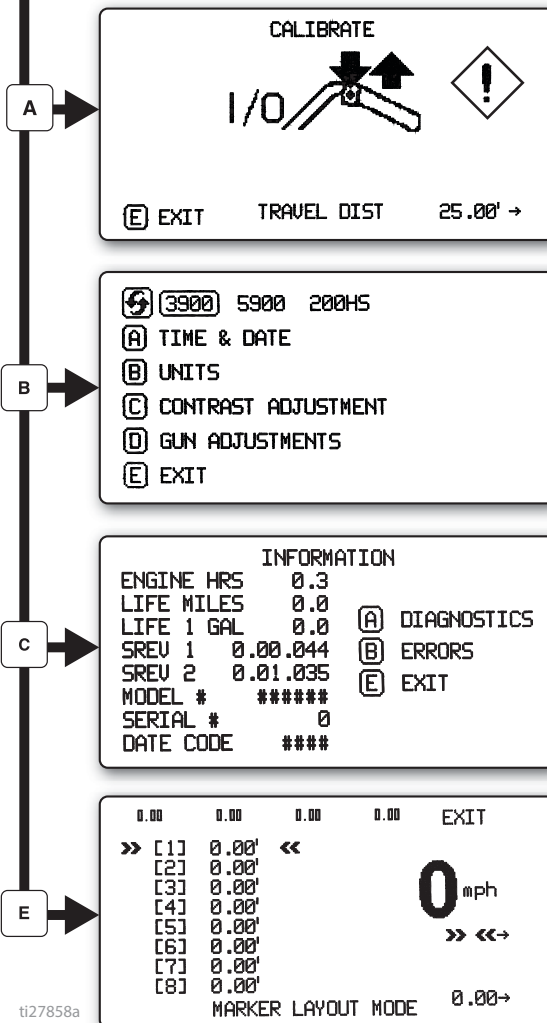 CALIBRATE
A
I/O
!
E EXIT TRAVEL DIST 25.00' →
3900 5900 200HS
A TIME & DATE
B UNITS
B
C CONTRAST ADJUSTMENT
D GUN ADJUSTMENTS
E EXIT
INFORMATION
ENGINE HRS 0.3
LIFE MILES 0.0
LIFE 1 GAL 0.0
SREV 1 0.00.044
SREV 2 0.01.035
MODEL # ######
SERIAL # 0
DATE CODE ####
A DIAGNOSTICS
B ERRORS
E EXIT
C
0.00 0.00 0.00 0.00 EXIT
» [1] 0.00' «
[2] 0.00'
[3] 0.00'
[4] 0.00'
[5] 0.00'
[6] 0.00'
[7] 0.00'
[8] 0.00'
0 mph
» «→
E
MARKER LAYOUT MODE 0.00→
ti27858a